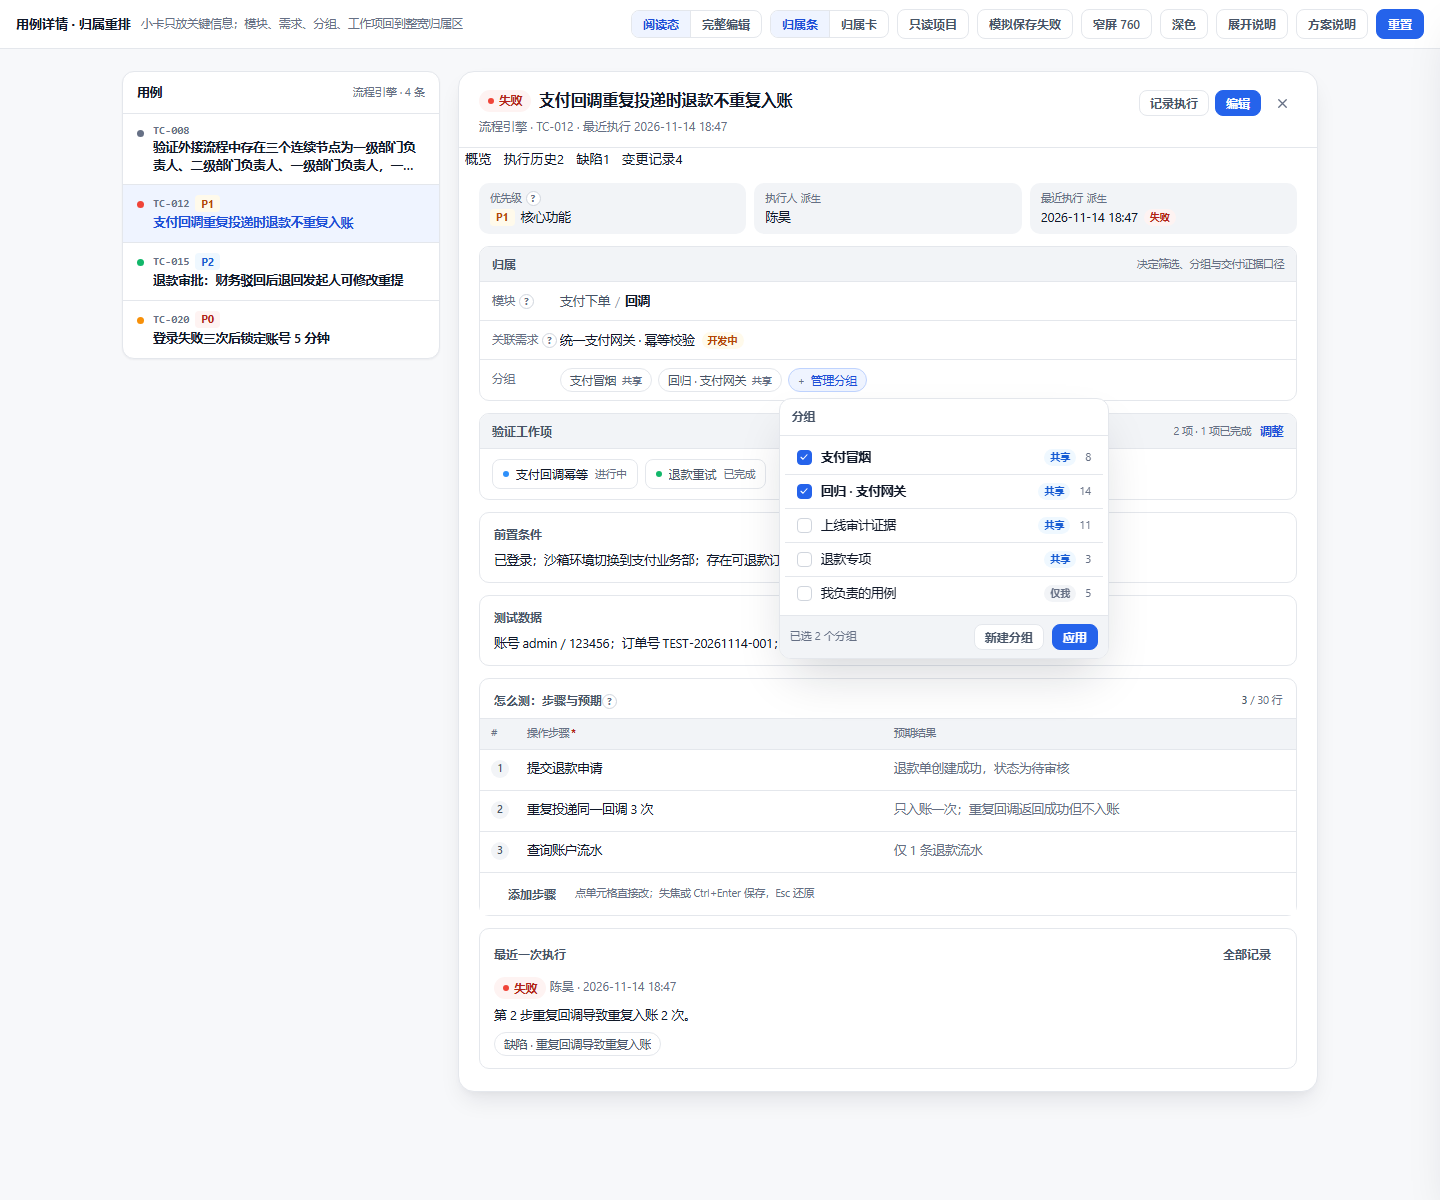 用例详情 · 归属重排 小卡只放关键信息；模块、需求、分组、工作项回到整宽归属区
阅读态 完整编辑 归属条 归属卡 只读项目 模拟保存失败 窄屏 760 深色 展开说明 方案说明 重置
用例 流程引擎 · 4 条
TC-008
验证外接流程中存在三个连续节点为一级部门负
责人、二级部门负责人、一级部门负责人，一...
TC-012 P1
支付回调重复投递时退款不重复入账
TC-015 P2
退款审批：财务驳回后退回发起人可修改重提
TC-020 P0
登录失败三次后锁定账号 5 分钟
失败 支付回调重复投递时退款不重复入账
记录执行 编辑 ×
流程引擎 · TC-012 · 最近执行 2026-11-14 18:47
概览 执行历史2 缺陷1 变更记录4
优先级 ?
P1 核心功能
执行人 派生
陈昊
最近执行 派生
2026-11-14 18:47 失败
归属 决定筛选、分组与交付证据口径
模块 ? 支付下单 / 回调
关联需求 ? 统一支付网关 · 幂等校验 开发中
分组 支付冒烟 共享 回归 · 支付网关 共享 + 管理分组
验证工作项 2 项 · 1 项已完成 调整
支付回调幂等 进行中 退款重试 已完成
分组
支付冒烟 共享 8
回归 · 支付网关 共享 14
上线审计证据 共享 11
退款专项 共享 3
我负责的用例 仅我 5
已选 2 个分组 新建分组 应用
前置条件
已登录；沙箱环境切换到支付业务部；存在可退款订
测试数据
账号 admin / 123456；订单号 TEST-20261114-001；
怎么测：步骤与预期 ? 3 / 30 行
# 操作步骤 * 预期结果
1 提交退款申请 退款单创建成功，状态为待审核
2 重复投递同一回调 3 次 只入账一次；重复回调返回成功但不入账
3 查询账户流水 仅 1 条退款流水
添加步骤 点单元格直接改；失焦或 Ctrl+Enter 保存，Esc 还原
最近一次执行 全部记录
失败 陈昊 · 2026-11-14 18:47
第 2 步重复回调导致重复入账 2 次。
缺陷 · 重复回调导致重复入账